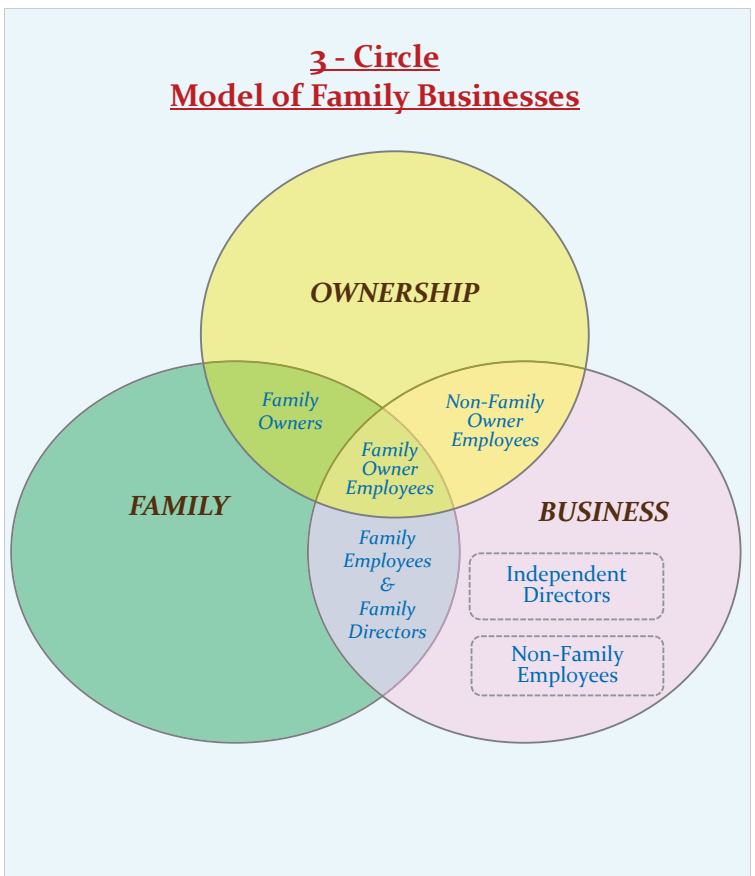 3 - Circle
Model of Family Businesses
OWNERSHIP
Family
Owners
Non-Family
Owner
Employees
Family
Owner
Employees
FAMILY
BUSINESS
Family
Employees
&
Family
Directors
Independent
Directors
Non-Family
Employees